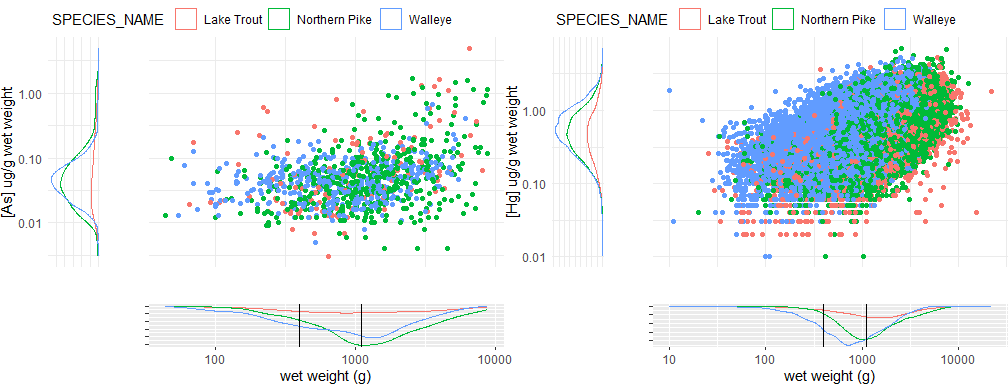 SPECIES_NAME Lake Trout Northern Pike Walleye
[As] ug/g wet weight
1.00
0.10
0.01
100 1000 10000
wet weight (g)
SPECIES_NAME Lake Trout Northern Pike Walleye
[Hg] ug/g wet weight
1.00
0.10
0.01
10 100 1000 10000
wet weight (g)